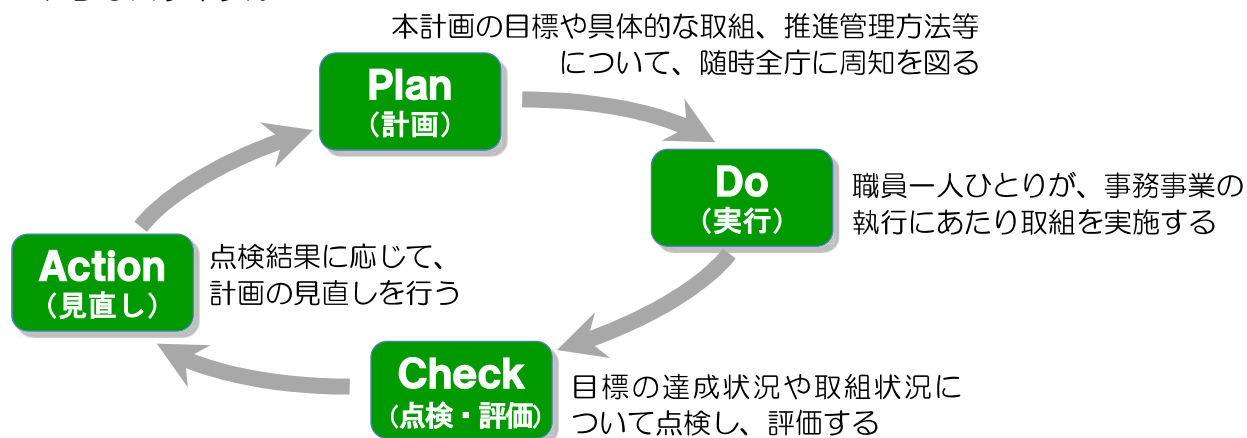 本計画の目標や具体的な取組、推進管理方法等
について、随時全庁に周知を図る
Plan
（計画）
Do
（実行）
職員一人ひとりが、事務事業の
執行にあたり取組を実施する
Action
（見直し）
点検結果に応じて、
計画の見直しを行う
Check
（点検・評価）
目標の達成状況や取組状況に
ついて点検し、評価する